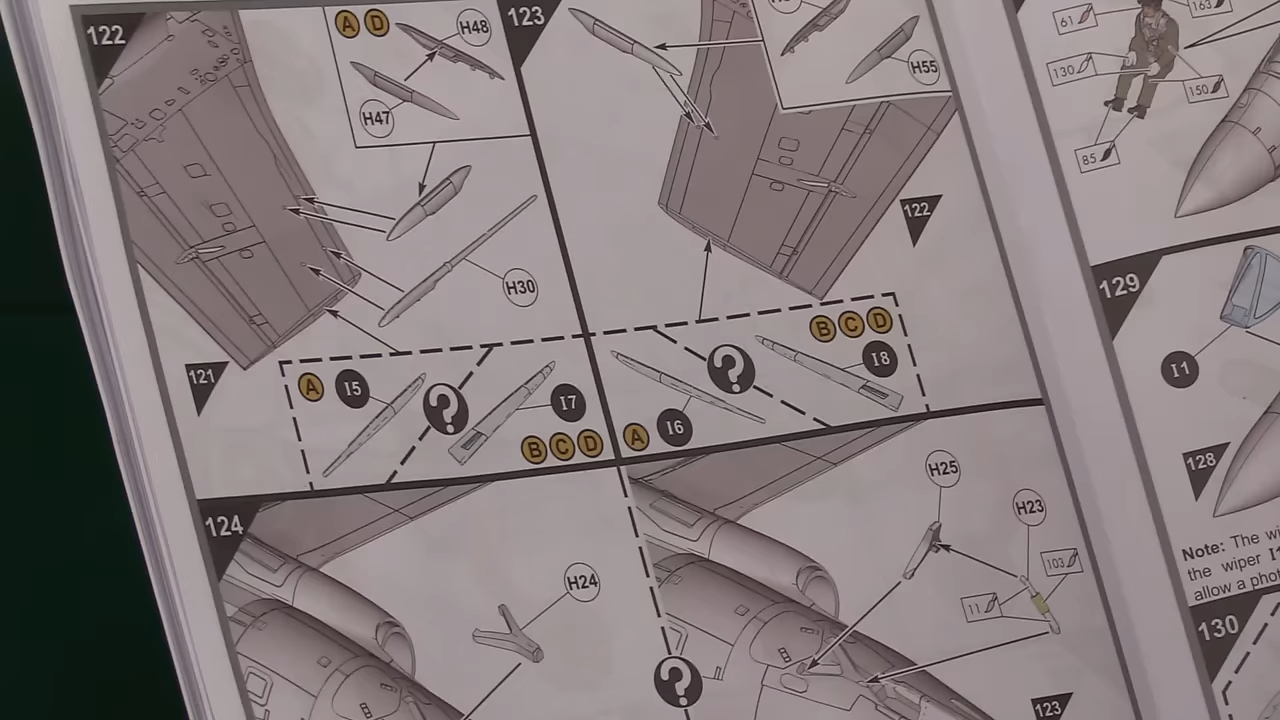 122
A D
H48
H47
H30
121
A I5
?
I7
B C D
123
H55
122
B C D
?
I8
A I6
124
H24
?
H25
H23
103
11
123
61
163
130
150
85
129
I1
128
Note: The wi
the wiper I1
allow a phot
130